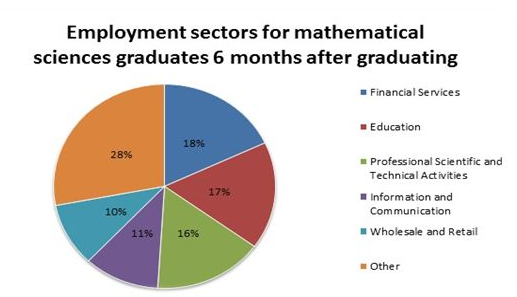 Employment sectors for mathematical
sciences graduates 6 months after graduating
18%
17%
16%
11%
10%
28%
Financial Services
Education
Professional Scientific and
Technical Activities
Information and
Communication
Wholesale and Retail
Other